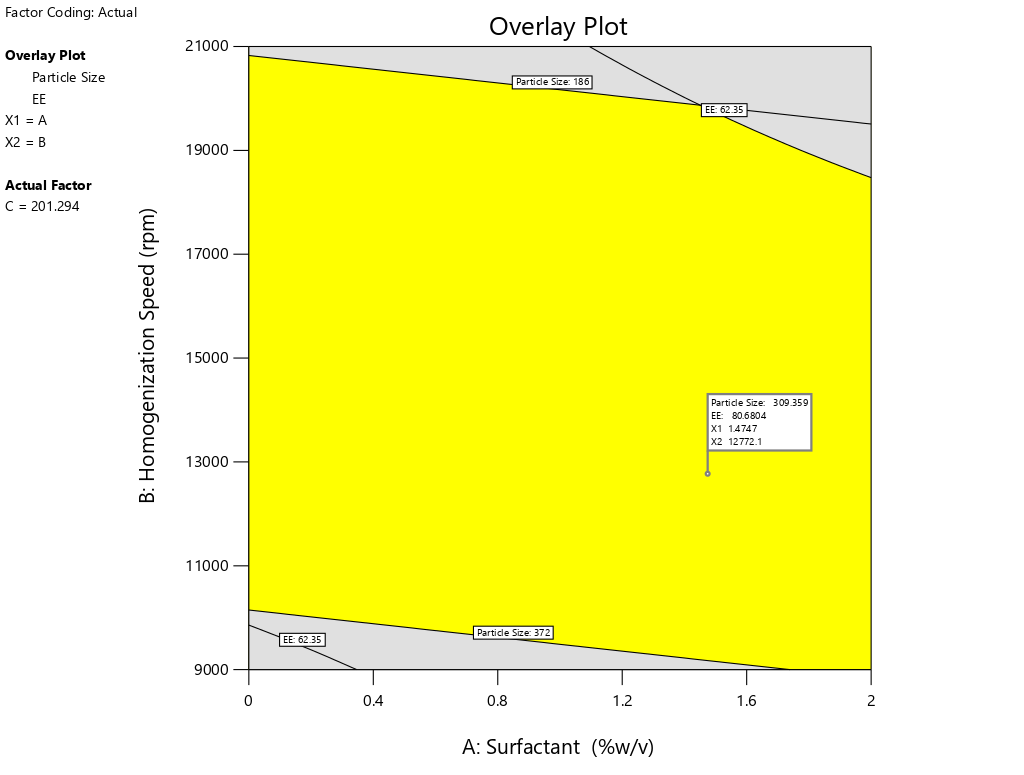 Factor Coding: Actual
Overlay Plot
Overlay Plot
Particle Size
EE
X1 = A
X2 = B
Actual Factor
C = 201.294
B: Homogenization Speed (rpm)
21000
19000
17000
15000
13000
11000
9000
Particle Size: 186
EE: 62.35
Particle Size: 309.359
EE: 80.6804
X1 1.4747
X2 12772.1
Particle Size: 372
EE: 62.35
0 0.4 0.8 1.2 1.6 2
A: Surfactant (%w/v)